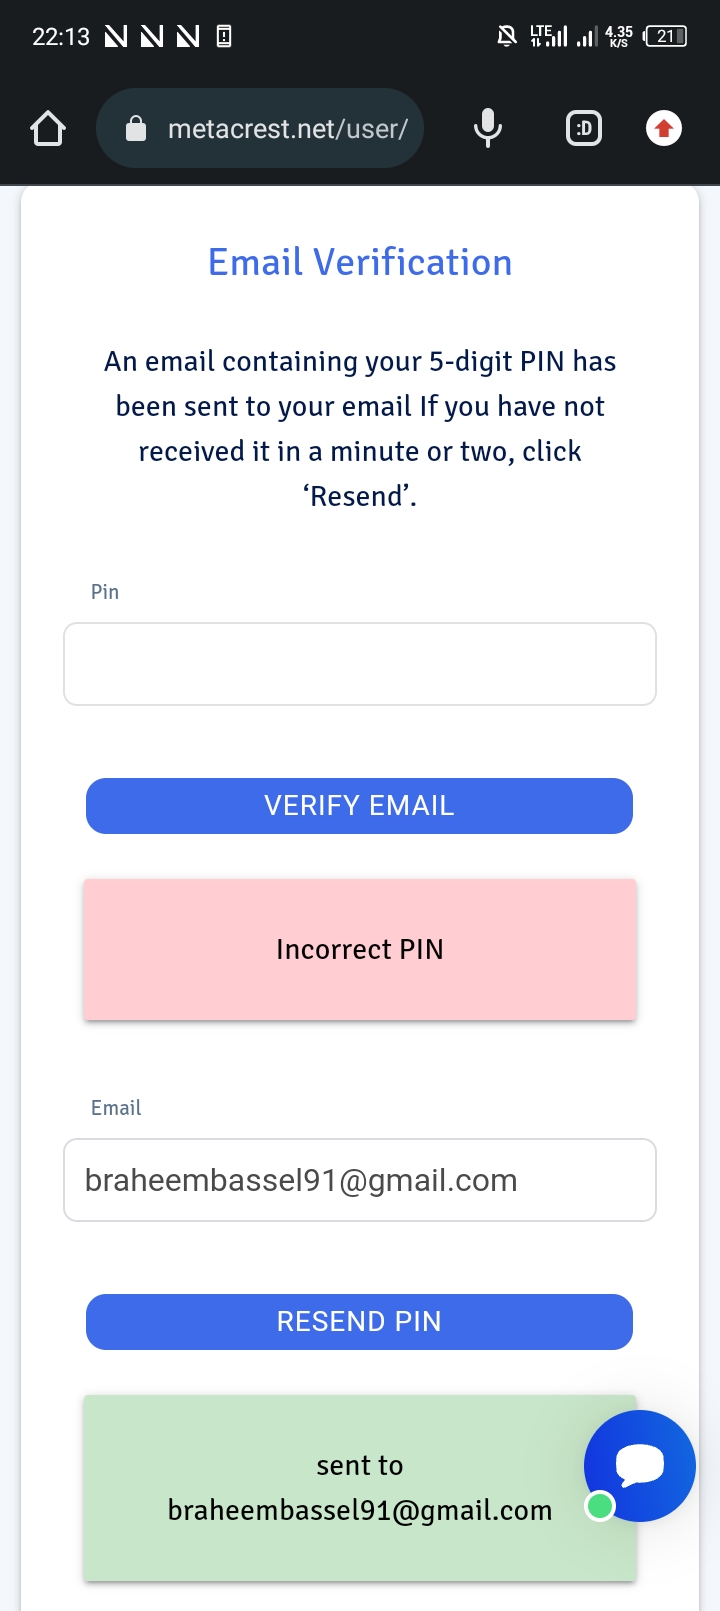 22:13
LTE
4.35
K/S
21
metacrest.net/user/
:D
Email Verification
An email containing your 5-digit PIN has
been sent to your email If you have not
received it in a minute or two, click
‘Resend’.
Pin
VERIFY EMAIL
Incorrect PIN
Email
braheembassel91@gmail.com
RESEND PIN
sent to
braheembassel91@gmail.com